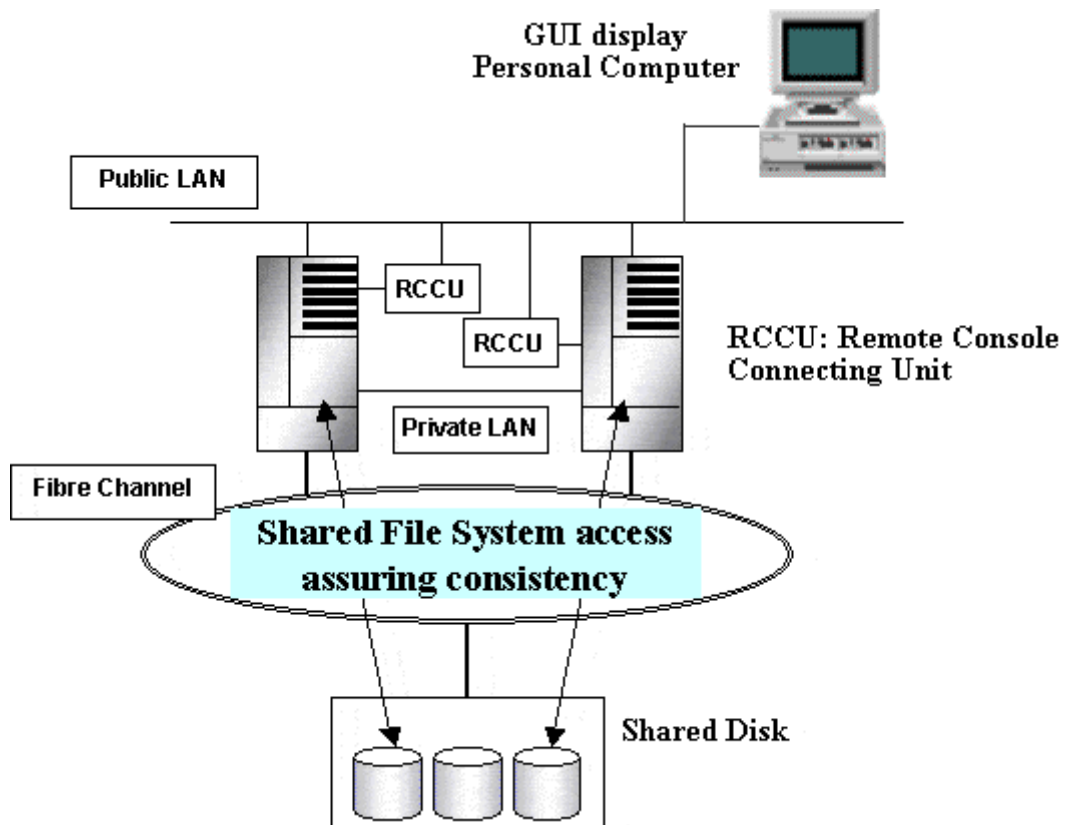 GUI display
Personal Computer
Public LAN
RCCU
RCCU
RCCU: Remote Console
Connecting Unit
Private LAN
Fibre Channel
Shared File System access
assuring consistency
Shared Disk